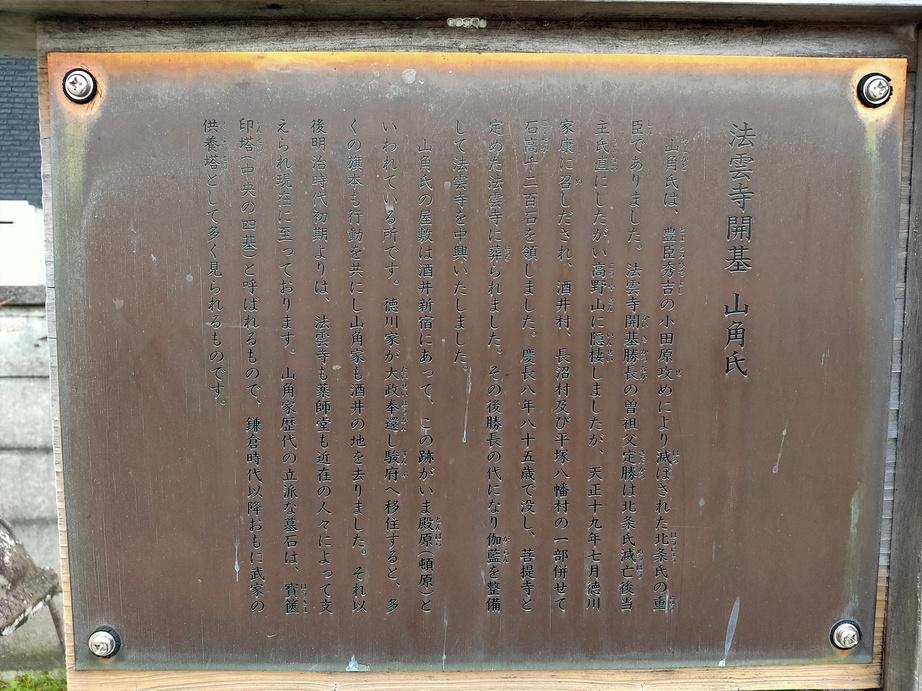 法雲寺開基　山角氏
　山角氏は、豊臣秀吉の小田原攻めにより滅ぼされた北条氏の重
臣でありました。法雲寺開基勝長の曽祖父定勝は北条氏滅亡後当
主氏直にしたがい高野山に隠棲しましたが、天正十九年七月徳川
家康に召しだされ、酒井村、長沼村及び平塚八幡村の一部併せて
石高千二百石を領しました。慶長八年八十五歳で没し、菩提寺と
定めた法雲寺に葬られました。その後勝長の代になり伽藍を整備
して法雲寺を中興いたしました。
　山角氏の屋敷は酒井新宿にあって、この跡がいま殿原（頓原）と
いわれている所です。徳川家が大政奉還し駿府へ移住すると、多
くの旗本も行動を共にし山角家も酒井の地を去りました。それ以
後明治時代初期よりは、法雲寺も薬師堂も近在の人々によって支
えられ現在に至っております。山角家歴代の立派な墓石は、寳篋
印塔（中央の四基）と呼ばれるもので、鎌倉時代以降おもに武家の
供養塔として多く見られるものです。